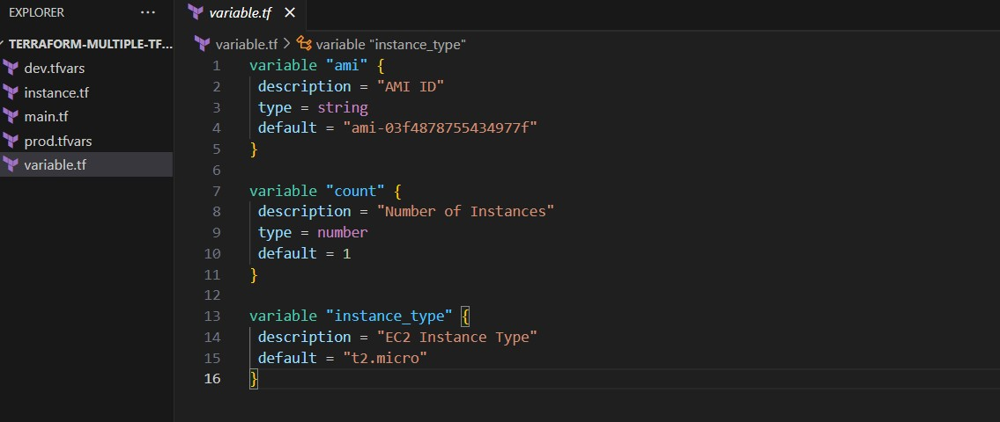 EXPLORER
TERRAFORM-MULTIPLE-TF...
dev.tfvars
instance.tf
main.tf
prod.tfvars
variable.tf
variable.tf
variable.tf > variable "instance_type"
1 variable "ami" {
2 description = "AMI ID"
3 type = string
4 default = "ami-03f4878755434977f"
5 }
6
7 variable "count" {
8 description = "Number of Instances"
9 type = number
10 default = 1
11 }
12
13 variable "instance_type" {
14 description = "EC2 Instance Type"
15 default = "t2.micro"
16 }